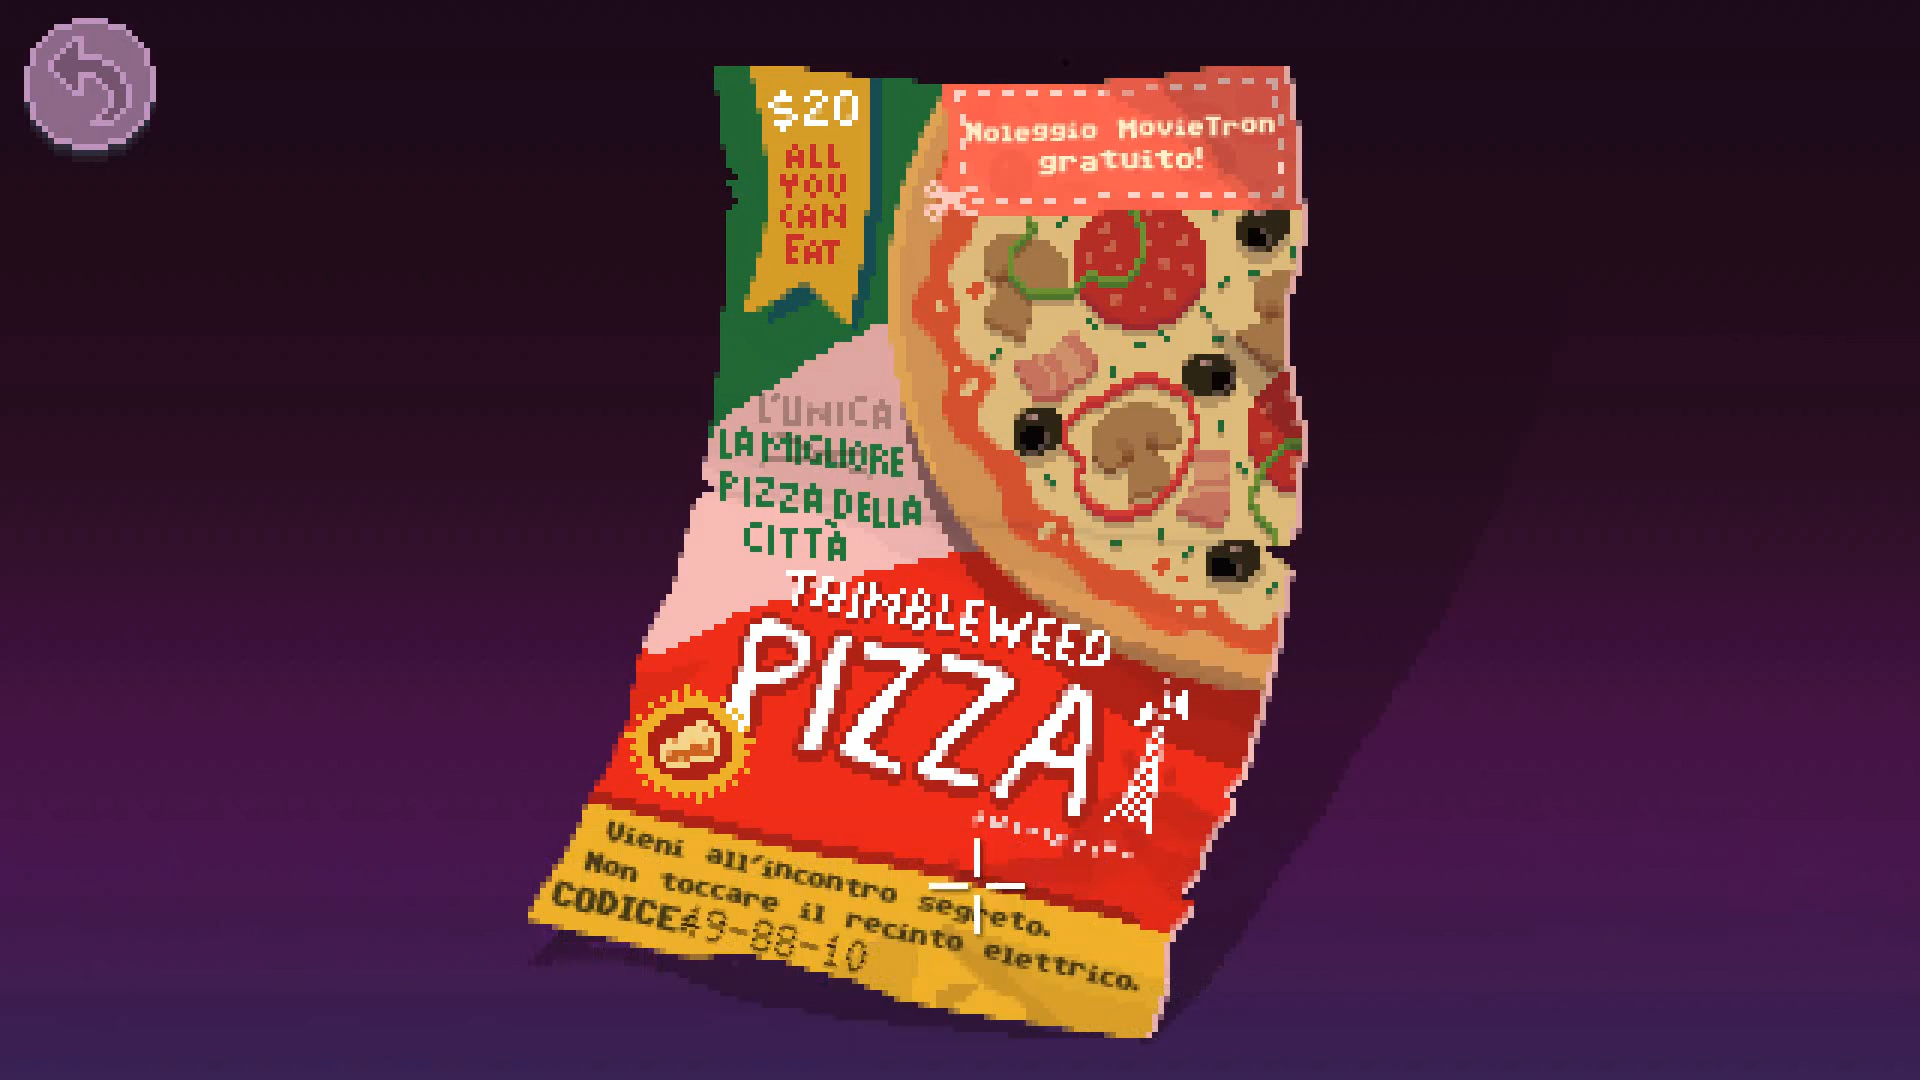 $20
ALL
YOU
CAN
EAT
Noleggio MovieTron
gratuito!
L'UNICA
LA MIGLIORE
PIZZA DELLA
CITTÀ
THIMBLEWEED
PIZZA
Vieni all'incontro segreto.
Non toccare il recinto elettrico.
CODICE#9-88-10